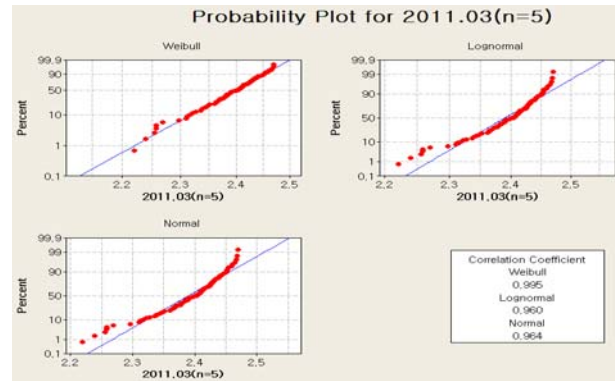 Probability Plot for 2011.03(n=5)
Weibull
Percent
99,9
90
50
10
1
0,1
2.2
2.3
2.4
2.5
2011.03(n=5)
Lognormal
Percent
99,9
99
90
50
10
1
0,1
2.2
2.3
2.4
2.5
2011,03(n=5)
Normal
Percent
99,9
99
90
50
10
1
0,1
2.2
2.3
2.4
2.5
2011.03(n=5)
Correlation Coefficient
Weibull
0,995
Lognormal
0,960
Normal
0,964